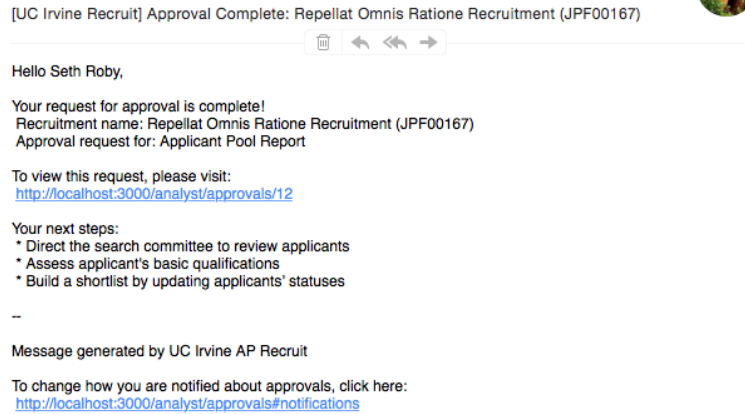 [UC Irvine Recruit] Approval Complete: Repellat Omnis Ratione Recruitment (JPF00167)
Hello Seth Roby,
Your request for approval is complete!
Recruitment name: Repellat Omnis Ratione Recruitment (JPF00167)
Approval request for: Applicant Pool Report
To view this request, please visit:
http://localhost:3000/analyst/approvals/12
Your next steps:
* Direct the search committee to review applicants
* Assess applicant's basic qualifications
* Build a shortlist by updating applicants' statuses
--
Message generated by UC Irvine AP Recruit
To change how you are notified about approvals, click here:
http://localhost:3000/analyst/approvals#notifications